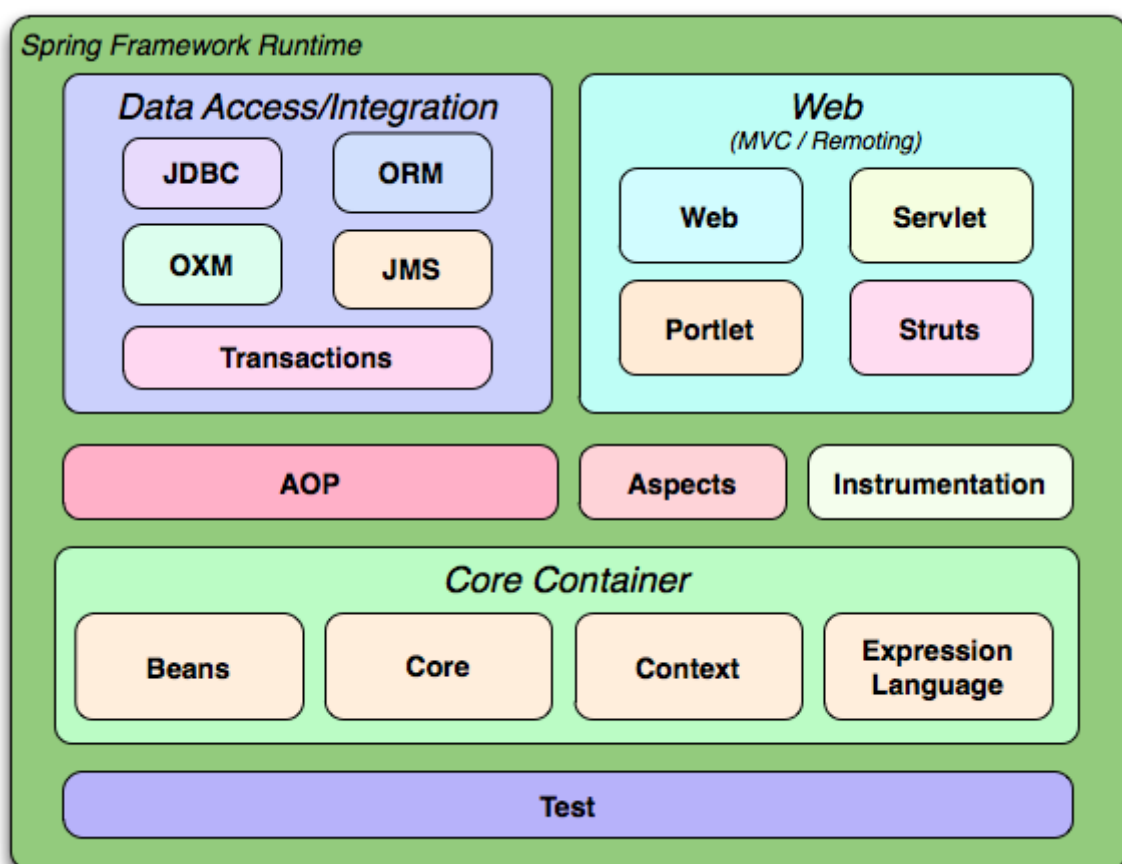 Spring Framework Runtime
Data Access/Integration
JDBC
ORM
OXM
JMS
Transactions
Web
(MVC / Remoting)
Web
Servlet
Portlet
Struts
AOP
Aspects
Instrumentation
Core Container
Beans
Core
Context
Expression
Language
Test